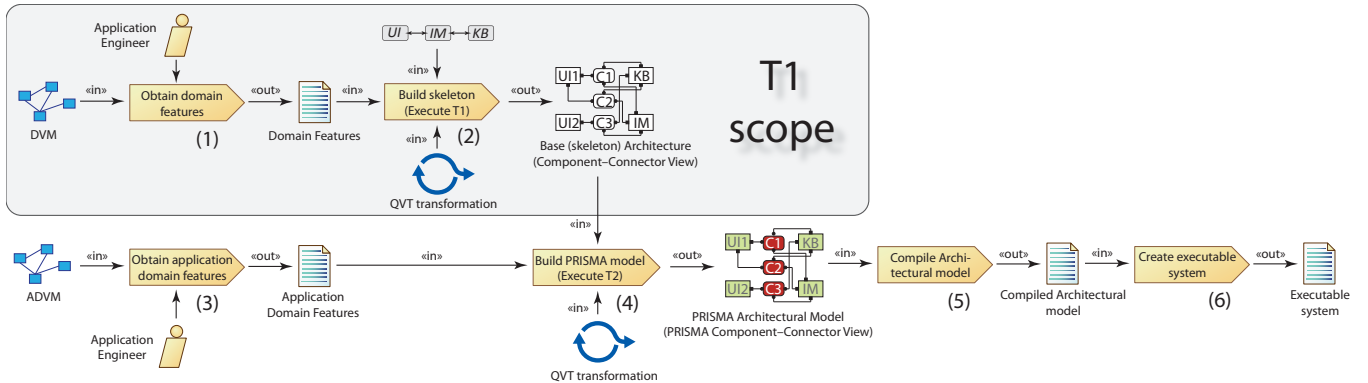 Application
Engineer
UI
IM
KB
T1
scope
«in»
«in»
Obtain domain
features
«out»
«in»
Build skeleton
(Execute T1)
«out»
UI1
C1
KB
C2
UI2
C3
IM
DVM
(1)
Domain Features
(2)
«in»
Base (skeleton) Architecture
(Component–Connector View)
QVT transformation
«in»
«in»
Obtain application
domain features
«out»
«in»
Build PRISMA model
(Execute T2)
«out»
UI1
C1
KB
C2
UI2
C3
IM
«in»
Compile Archi-
tectural model
«out»
«in»
Create executable
system
«out»
ADVM
(3)
Application
Domain Features
(4)
«in»
(5)
Compiled Architectural
model
(6)
Executable
system
PRISMA Architectural Model
(PRISMA Component–Connector View)
Application
Engineer
QVT transformation